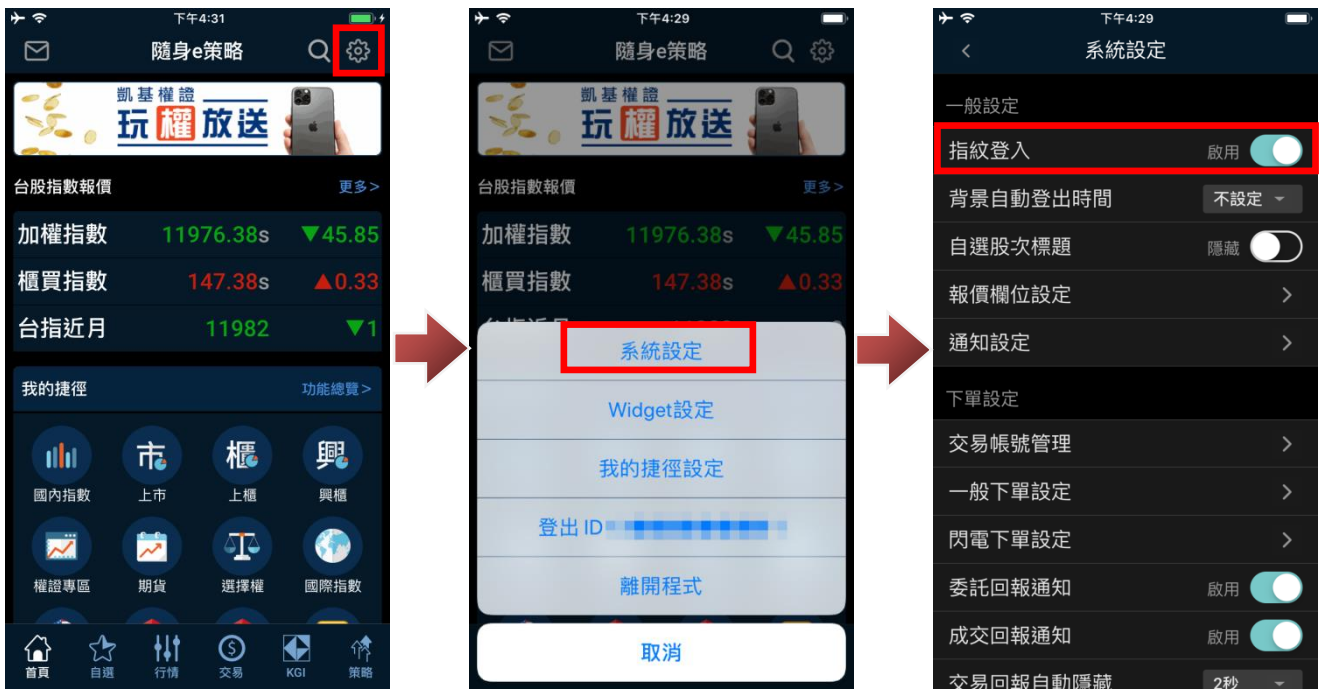 下午4:31
隨身e策略
凱基權證
玩權放送
台股指數報價 更多>
加權指數 11976.38s ▼45.85
櫃買指數 147.38s ▲0.33
台指近月 11982 ▼1
我的捷徑 功能總覽>
市 櫃 興
國內指數 上市 上櫃 興櫃
權證專區 期貨 選擇權 國際指數
首頁 自選 行情 交易 KGI 策略
下午4:29
隨身e策略
凱基權證
玩權放送
台股指數報價 更多>
加權指數 11976.38s ▼45.85
櫃買指數 147.38s ▲0.33
系統設定
Widget設定
我的捷徑設定
登出 ID
離開程式
取消
下午4:29
系統設定
一般設定
指紋登入 啟用
背景自動登出時間 不設定
自選股次標題 隱藏
報價欄位設定
通知設定
下單設定
交易帳號管理
一般下單設定
閃電下單設定
委託回報通知 啟用
成交回報通知 啟用
交易回報自動隱藏 2秒